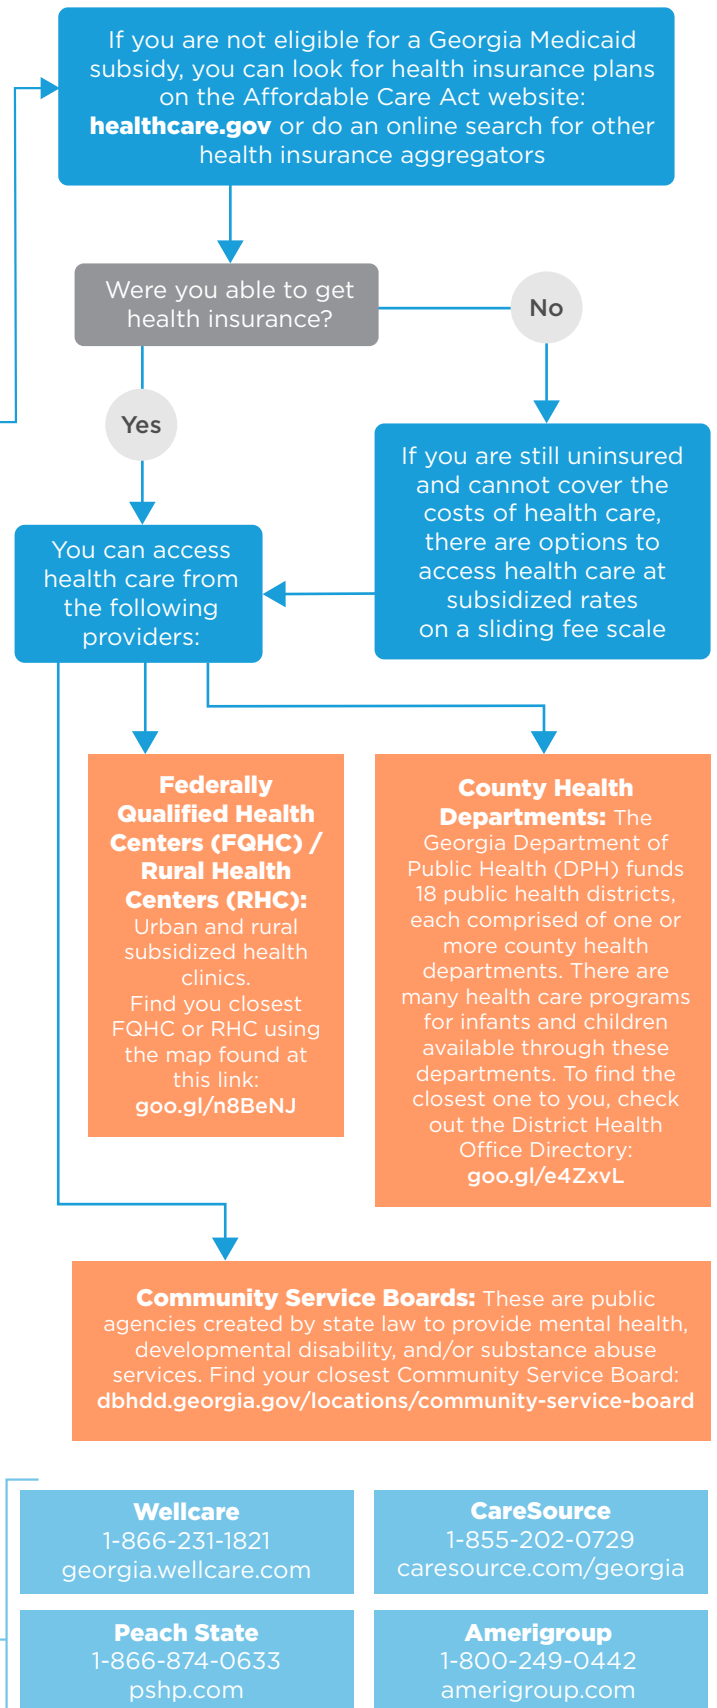 If you are not eligible for a Georgia Medicaid
subsidy, you can look for health insurance plans
on the Affordable Care Act website:
healthcare.gov or do an online search for other
health insurance aggregators
Were you able to get
health insurance?
No
Yes
If you are still uninsured
and cannot cover the
costs of health care,
there are options to
access health care at
subsidized rates
on a sliding fee scale
You can access
health care from
the following
providers:
Federally
Qualified Health
Centers (FQHC) /
Rural Health
Centers (RHC):
Urban and rural
subsidized health
clinics.
Find you closest
FQHC or RHC using
the map found at
this link:
goo.gl/n8BeNJ
County Health
Departments: The
Georgia Department of
Public Health (DPH) funds
18 public health districts,
each comprised of one or
more county health
departments. There are
many health care programs
for infants and children
available through these
departments. To find the
closest one to you, check
out the District Health
Office Directory:
goo.gl/e4ZxvL
Community Service Boards: These are public
agencies created by state law to provide mental health,
developmental disability, and/or substance abuse
services. Find your closest Community Service Board:
dbhdd.georgia.gov/locations/community-service-board
Wellcare
1-866-231-1821
georgia.wellcare.com
CareSource
1-855-202-0729
caresource.com/georgia
Peach State
1-866-874-0633
pshp.com
Amerigroup
1-800-249-0442
amerigroup.com